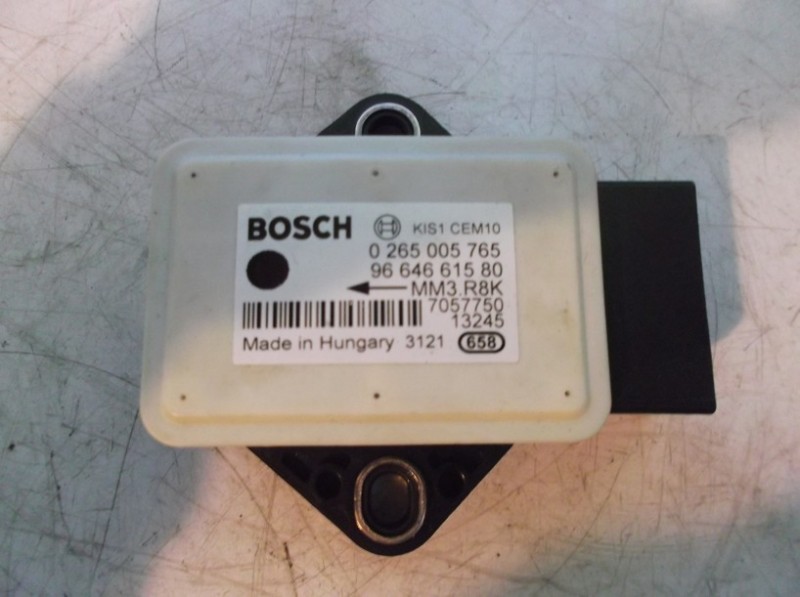 BOSCH KIS1 CEM10
0 265 005 765
96 646 615 80
MM3.R8K
7057750
13245
Made in Hungary 3121 658